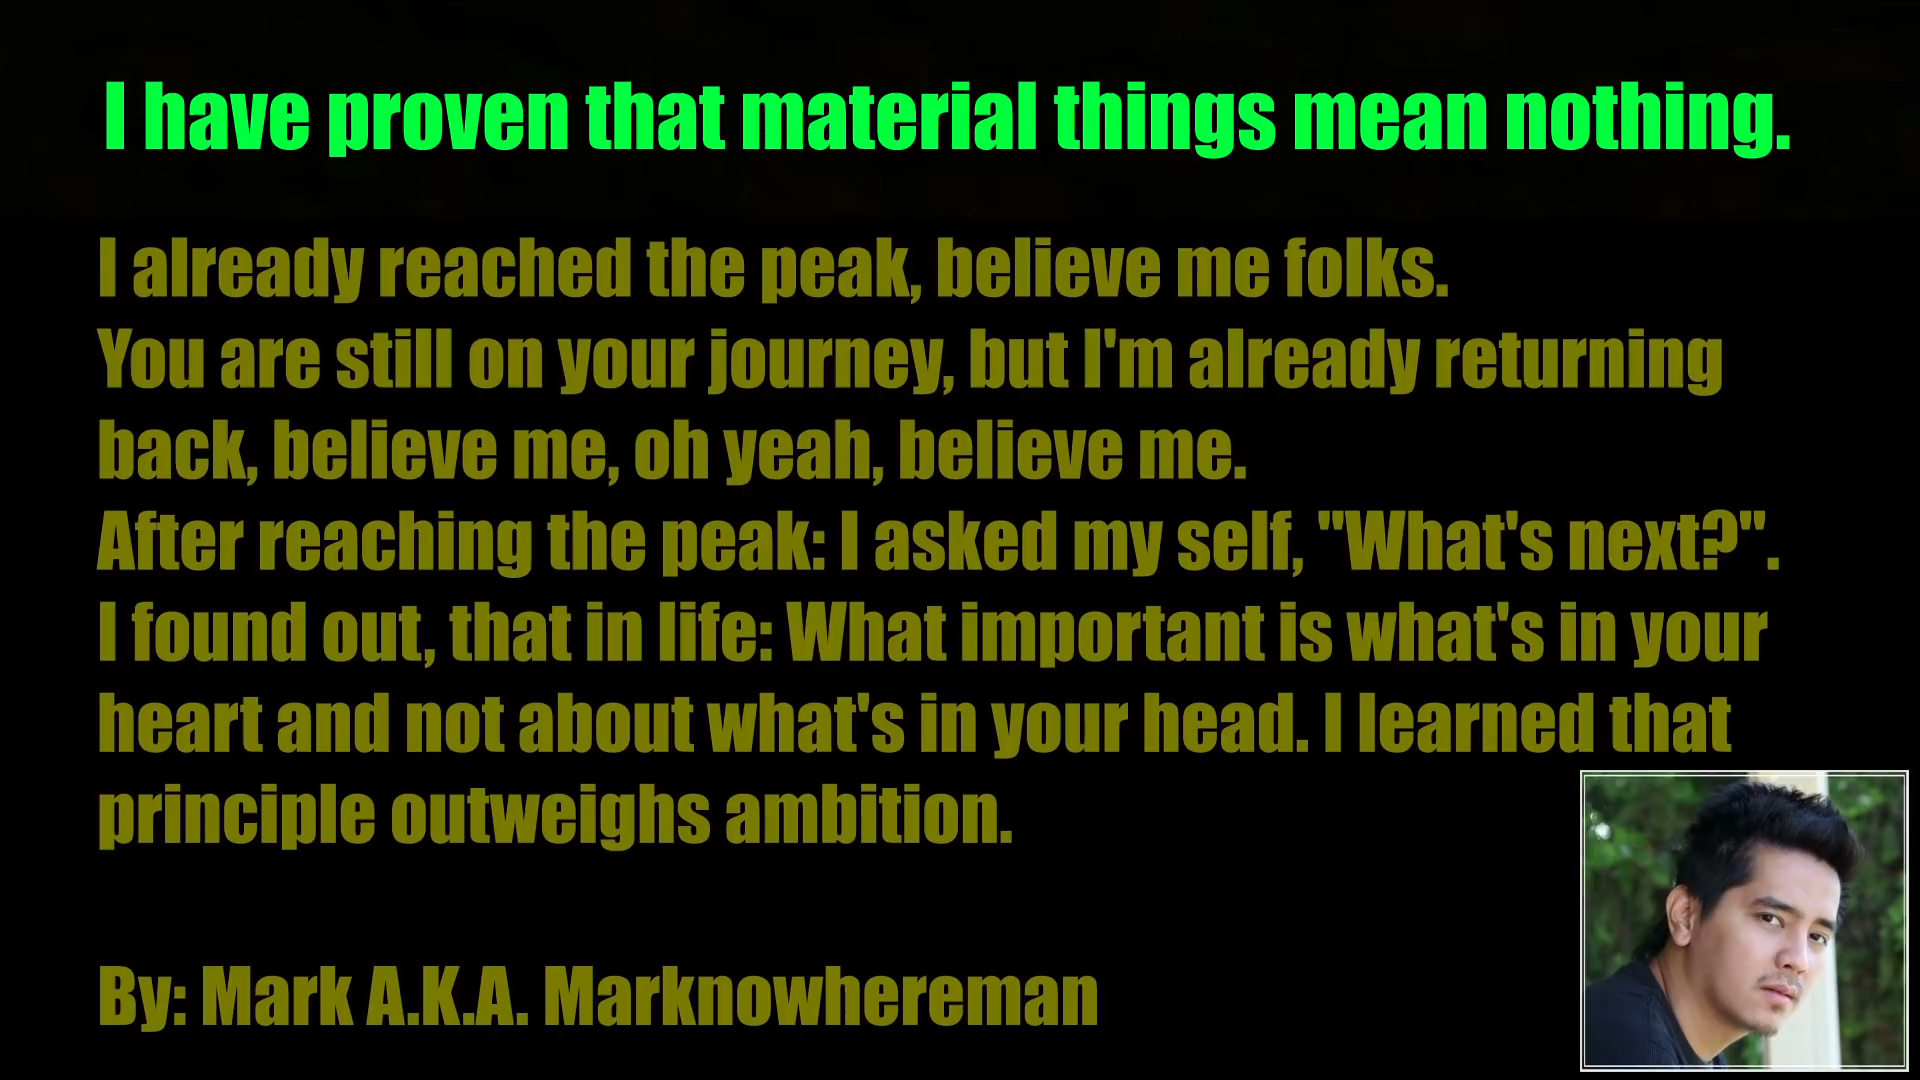 I have proven that material things mean nothing.
I already reached the peak, believe me folks.
You are still on your journey, but I'm already returning
back, believe me, oh yeah, believe me.
After reaching the peak: I asked my self, "What's next?".
I found out, that in life: What important is what's in your
heart and not about what's in your head. I learned that
principle outweighs ambition.
By: Mark A.K.A. Marknowhereman